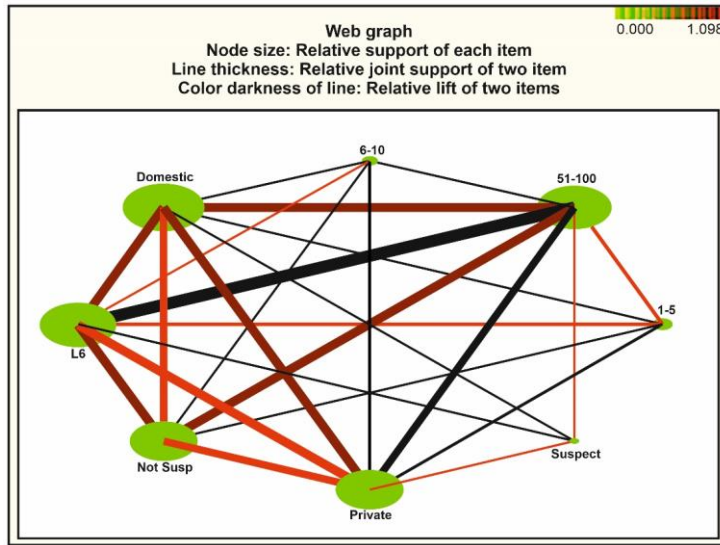 Web graph
0.000 1.098
Node size: Relative support of each item
Line thickness: Relative joint support of two item
Color darkness of line: Relative lift of two items
6-10
Domestic
51-100
1-5
L6
Suspect
Not Susp
Private